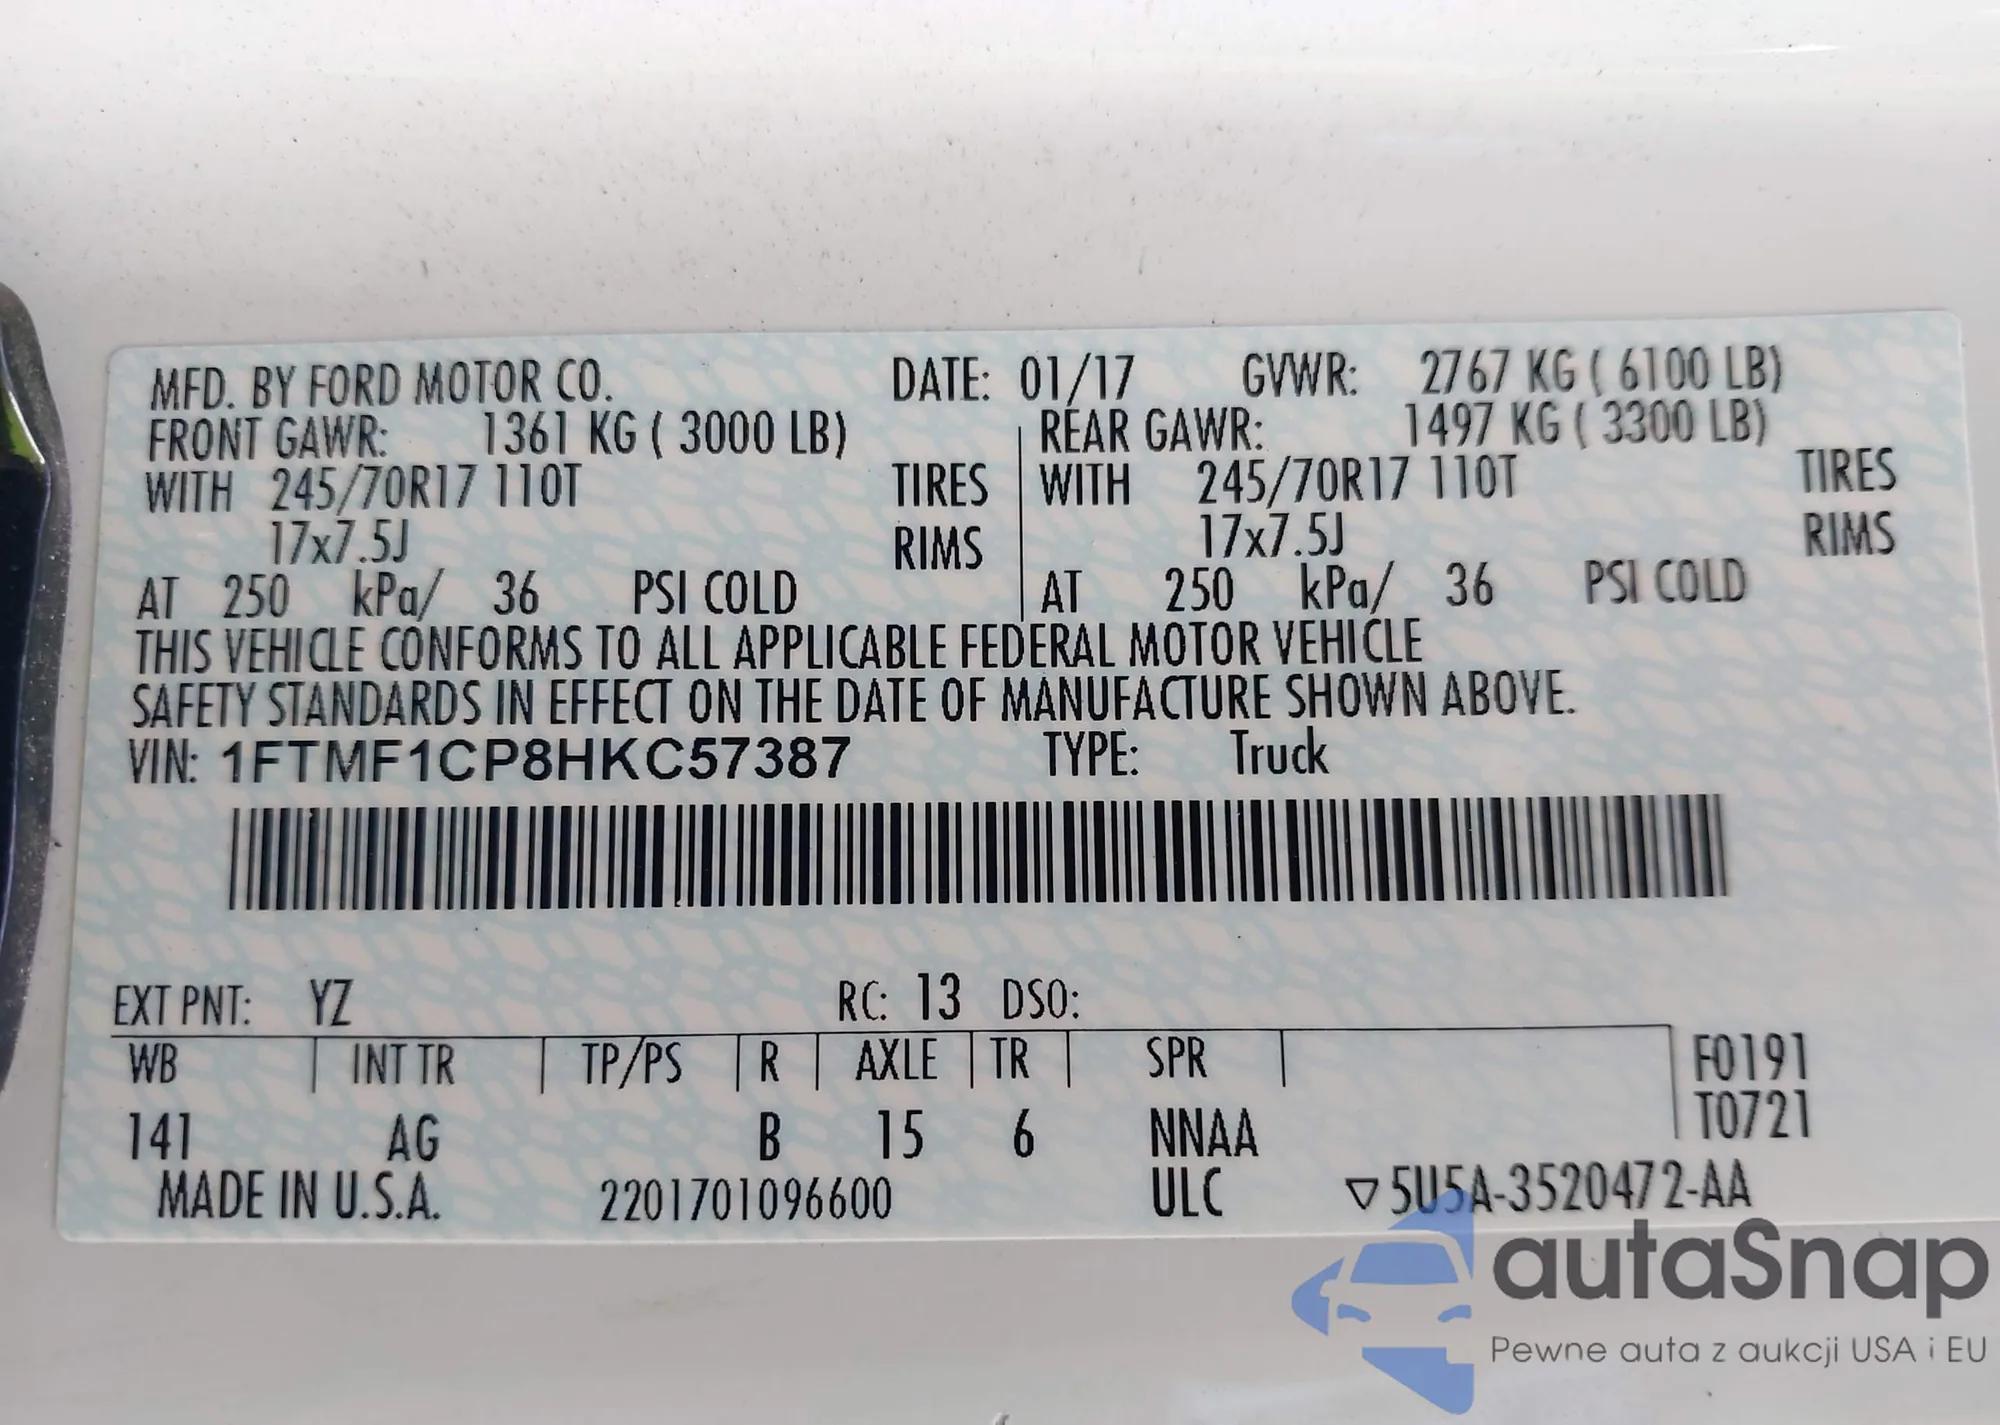 MFD. BY FORD MOTOR CO. DATE: 01/17 GVWR: 2767 KG ( 6100 LB)
FRONT GAWR: 1361 KG ( 3000 LB) REAR GAWR: 1497 KG ( 3300 LB)
WITH 245/70R17 110T TIRES WITH 245/70R17 110T TIRES
17x7.5J RIMS 17x7.5J RIMS
AT 250 kPa/ 36 PSI COLD AT 250 kPa/ 36 PSI COLD
THIS VEHICLE CONFORMS TO ALL APPLICABLE FEDERAL MOTOR VEHICLE
SAFETY STANDARDS IN EFFECT ON THE DATE OF MANUFACTURE SHOWN ABOVE.
VIN: 1FTMF1CP8HKC57387 TYPE: Truck
EXT PNT: YZ RC: 13 DSO:
WB INT TR TP/PS R AXLE TR SPR F0191
T0721
141 AG B 15 6 NNAA
MADE IN U.S.A. 2201701096600 ULC ▽5U5A-3520472-AA
autaSnap
Pewne auta z aukcji USA i EU